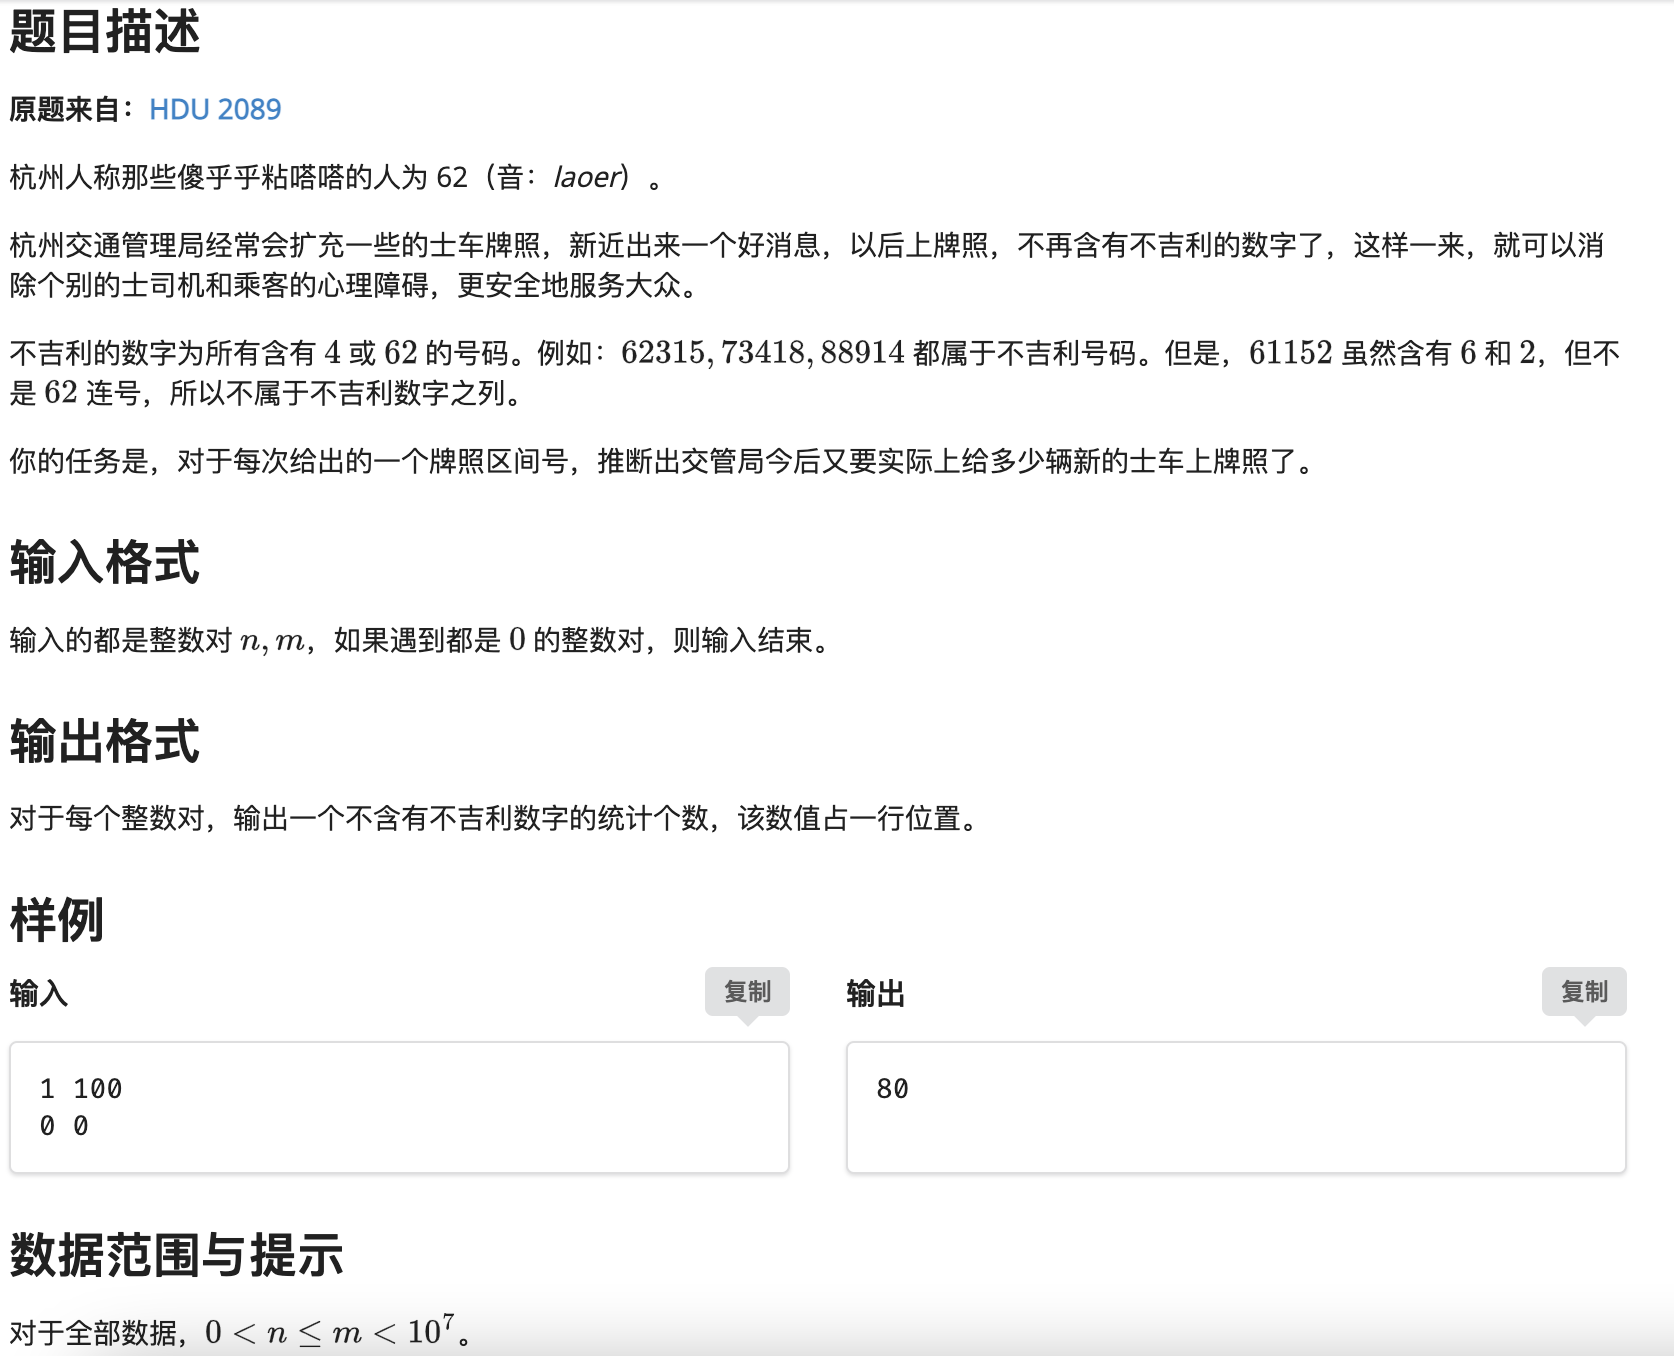 题目描述
原题来自：HDU 2089
杭州人称那些傻乎乎粘嗒嗒的人为 62（音：laoer）。
杭州交通管理局经常会扩充一些的士车牌照，新近出来一个好消息，以后上牌照，不再含有不吉利的数字了，这样一来，就可以消
除个别的士司机和乘客的心理障碍，更安全地服务大众。
不吉利的数字为所有含有 4 或 62 的号码。例如：62315, 73418, 88914 都属于不吉利号码。但是，61152 虽然含有 6 和 2，但不
是 62 连号，所以不属于不吉利数字之列。
你的任务是，对于每次给出的一个牌照区间号，推断出交管局今后又要实际上给多少辆新的士车上牌照了。
输入格式
输入的都是整数对 n, m，如果遇到都是 0 的整数对，则输入结束。
输出格式
对于每个整数对，输出一个不含有不吉利数字的统计个数，该数值占一行位置。
样例
输入 复制
1 100
0 0
输出 复制
80
数据范围与提示
对于全部数据，0 < n ≤ m < 10⁷。